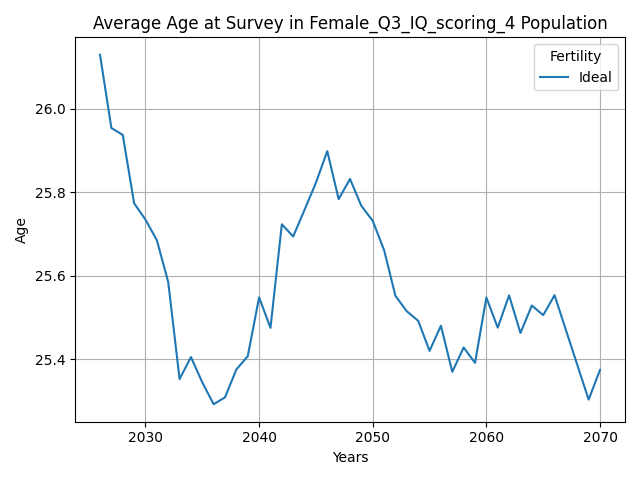 Average Age at Survey in Female_Q3_IQ_scoring_4 Population
Fertility
Ideal
26.0
25.8
25.6
25.4
Age
2030
2040
2050
2060
2070
Years